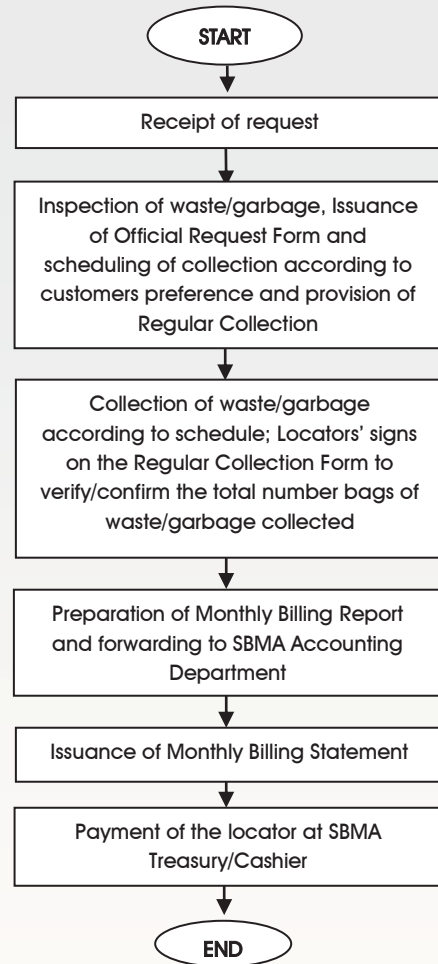 START
Receipt of request
Inspection of waste/garbage, Issuance
of Official Request Form and
scheduling of collection according to
customers preference and provision of
Regular Collection
Collection of waste/garbage
according to schedule; Locators' signs
on the Regular Collection Form to
verify/confirm the total number bags of
waste/garbage collected
Preparation of Monthly Billing Report
and forwarding to SBMA Accounting
Department
Issuance of Monthly Billing Statement
Payment of the locator at SBMA
Treasury/Cashier
END